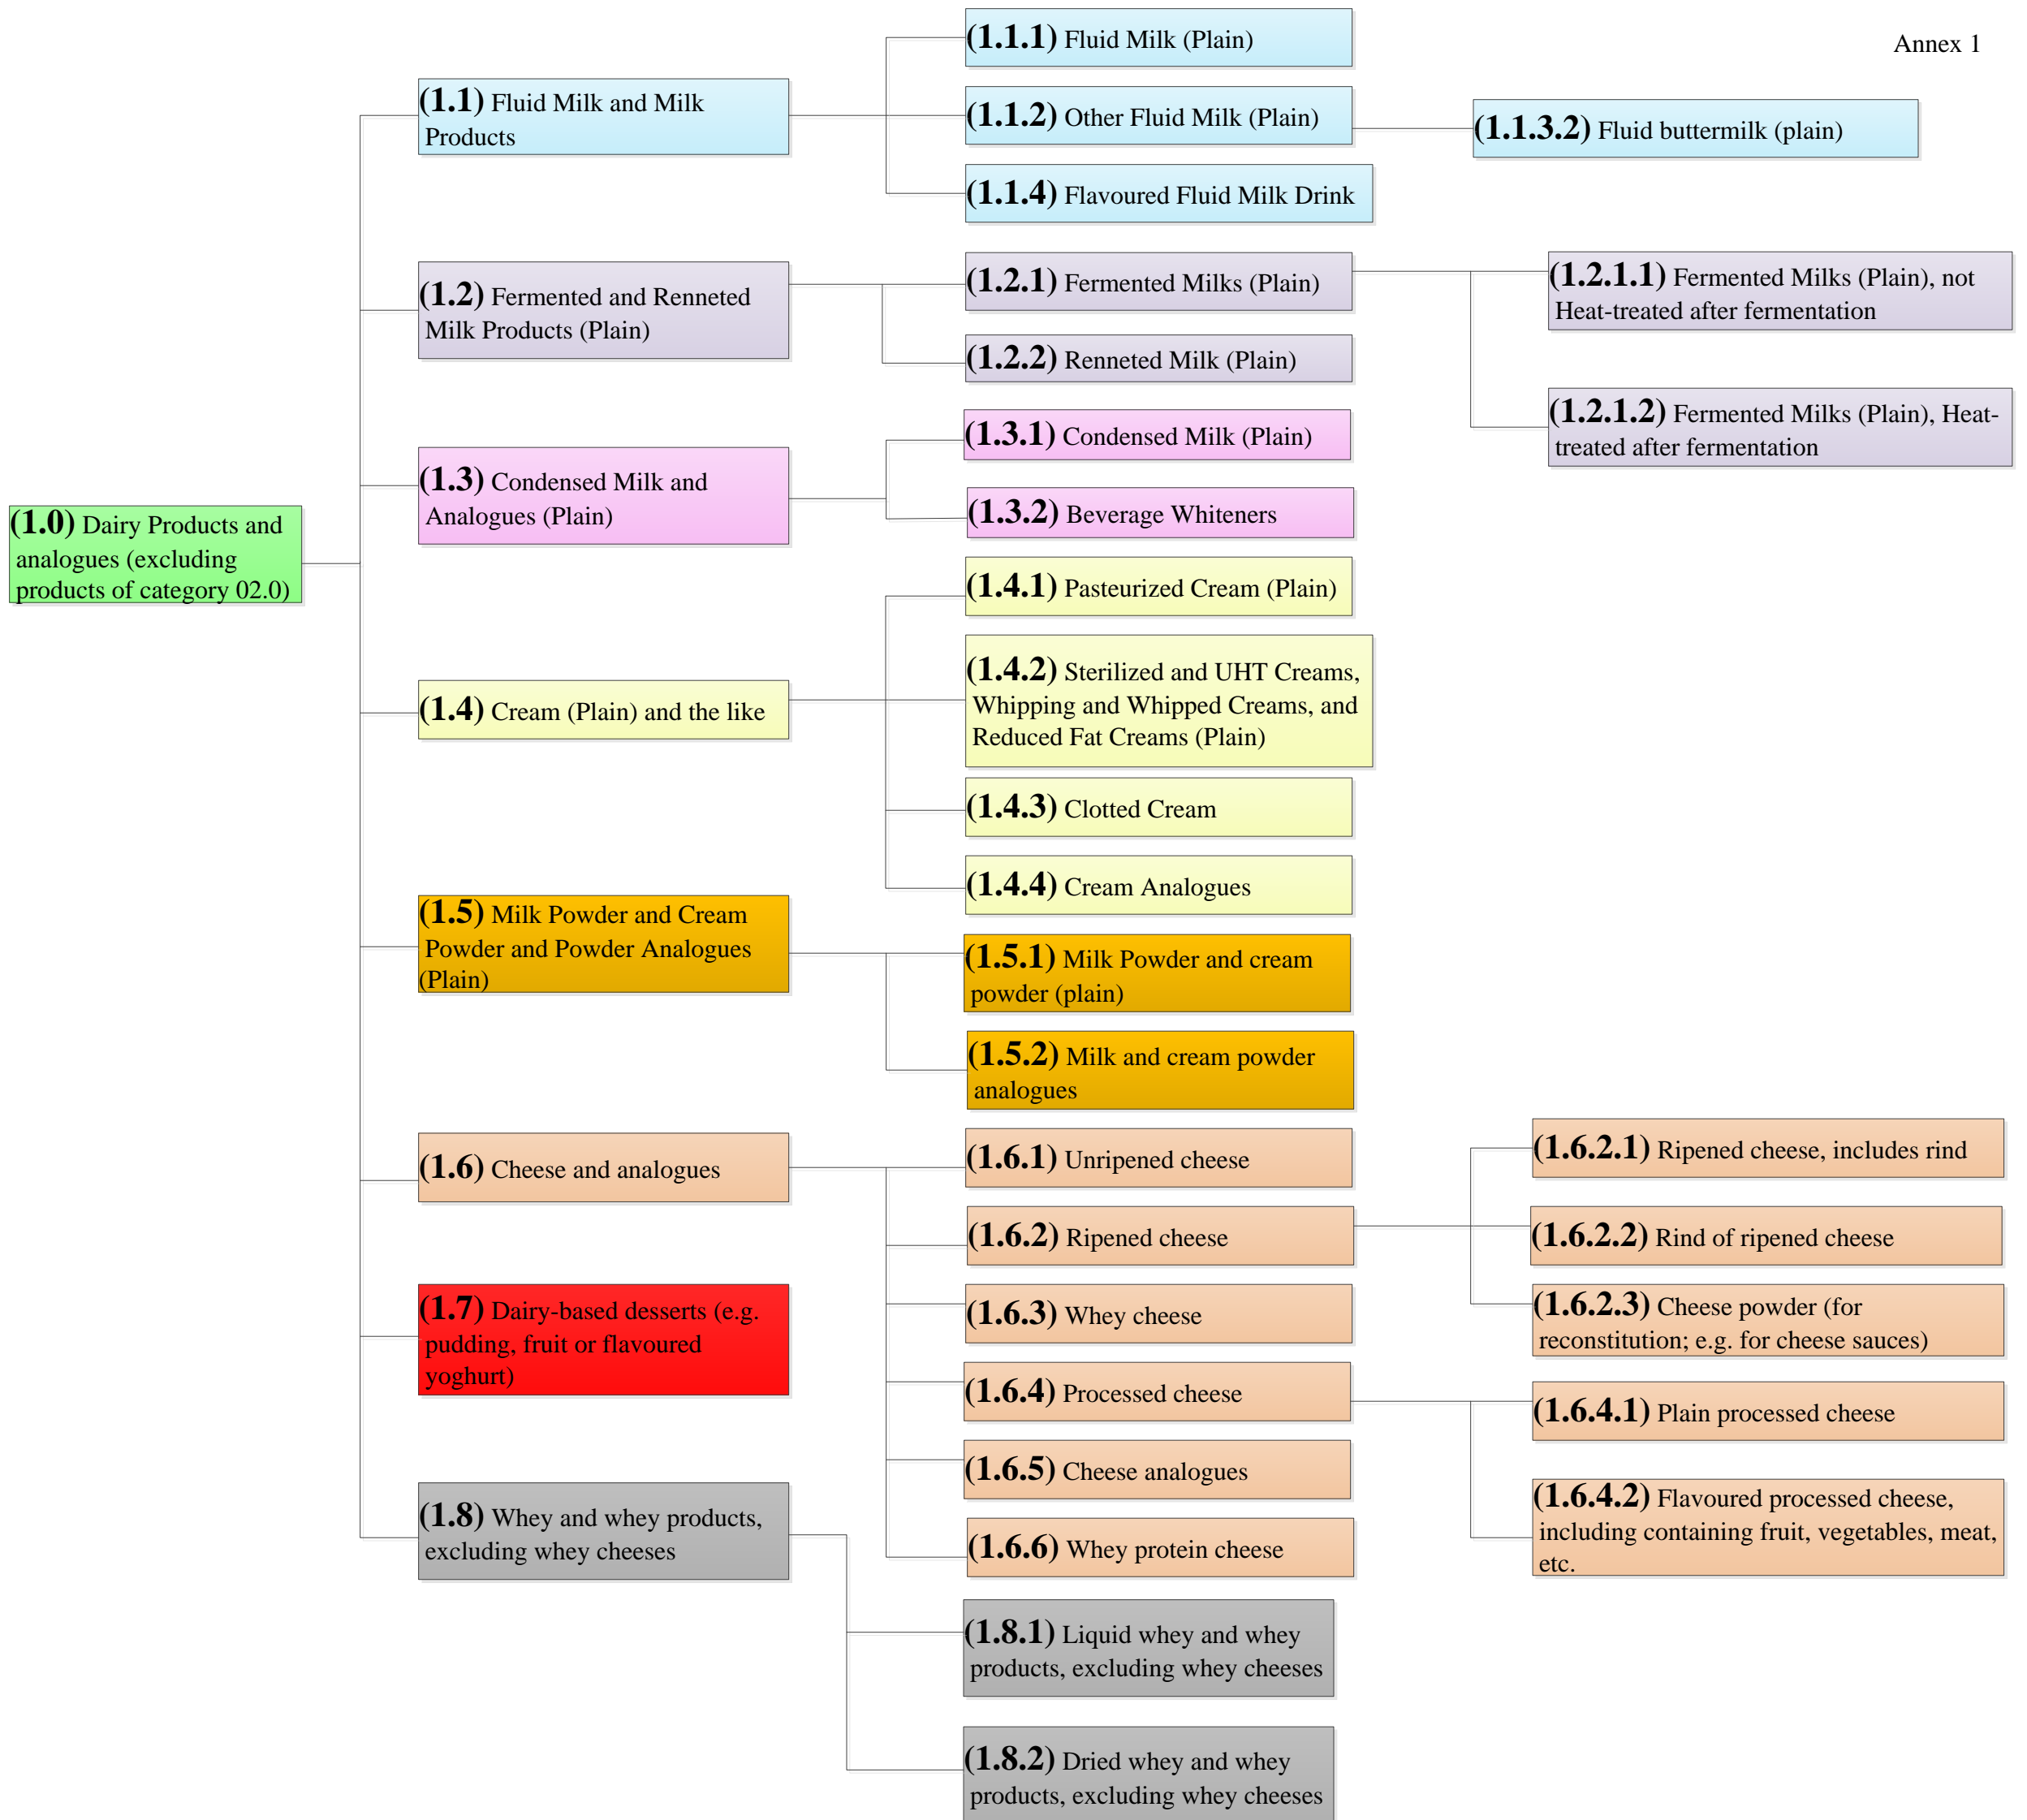 Annex 1
(1.0) Dairy Products and
analogues (excluding
products of category 02.0)
(1.1) Fluid Milk and Milk
Products
(1.1.1) Fluid Milk (Plain)
(1.1.2) Other Fluid Milk (Plain)
(1.1.3.2) Fluid buttermilk (plain)
(1.1.4) Flavoured Fluid Milk Drink
(1.2) Fermented and Renneted
Milk Products (Plain)
(1.2.1) Fermented Milks (Plain)
(1.2.1.1) Fermented Milks (Plain), not
Heat-treated after fermentation
(1.2.1.2) Fermented Milks (Plain), Heat-
treated after fermentation
(1.2.2) Renneted Milk (Plain)
(1.3) Condensed Milk and
Analogues (Plain)
(1.3.1) Condensed Milk (Plain)
(1.3.2) Beverage Whiteners
(1.4) Cream (Plain) and the like
(1.4.1) Pasteurized Cream (Plain)
(1.4.2) Sterilized and UHT Creams,
Whipping and Whipped Creams, and
Reduced Fat Creams (Plain)
(1.4.3) Clotted Cream
(1.4.4) Cream Analogues
(1.5) Milk Powder and Cream
Powder and Powder Analogues
(Plain)
(1.5.1) Milk Powder and cream
powder (plain)
(1.5.2) Milk and cream powder
analogues
(1.6) Cheese and analogues
(1.6.1) Unripened cheese
(1.6.2) Ripened cheese
(1.6.2.1) Ripened cheese, includes rind
(1.6.2.2) Rind of ripened cheese
(1.6.2.3) Cheese powder (for
reconstitution; e.g. for cheese sauces)
(1.6.3) Whey cheese
(1.6.4) Processed cheese
(1.6.4.1) Plain processed cheese
(1.6.4.2) Flavoured processed cheese,
including containing fruit, vegetables, meat,
etc.
(1.6.5) Cheese analogues
(1.6.6) Whey protein cheese
(1.7) Dairy-based desserts (e.g.
pudding, fruit or flavoured
yoghurt)
(1.8) Whey and whey products,
excluding whey cheeses
(1.8.1) Liquid whey and whey
products, excluding whey cheeses
(1.8.2) Dried whey and whey
products, excluding whey cheeses